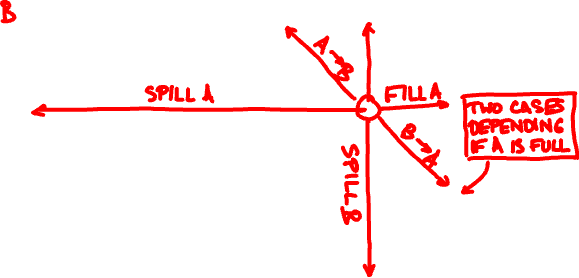 B
A→B
SPILL A
FILL A
TWO CASES
DEPENDING
IF A IS FULL
B→A
SPILL B